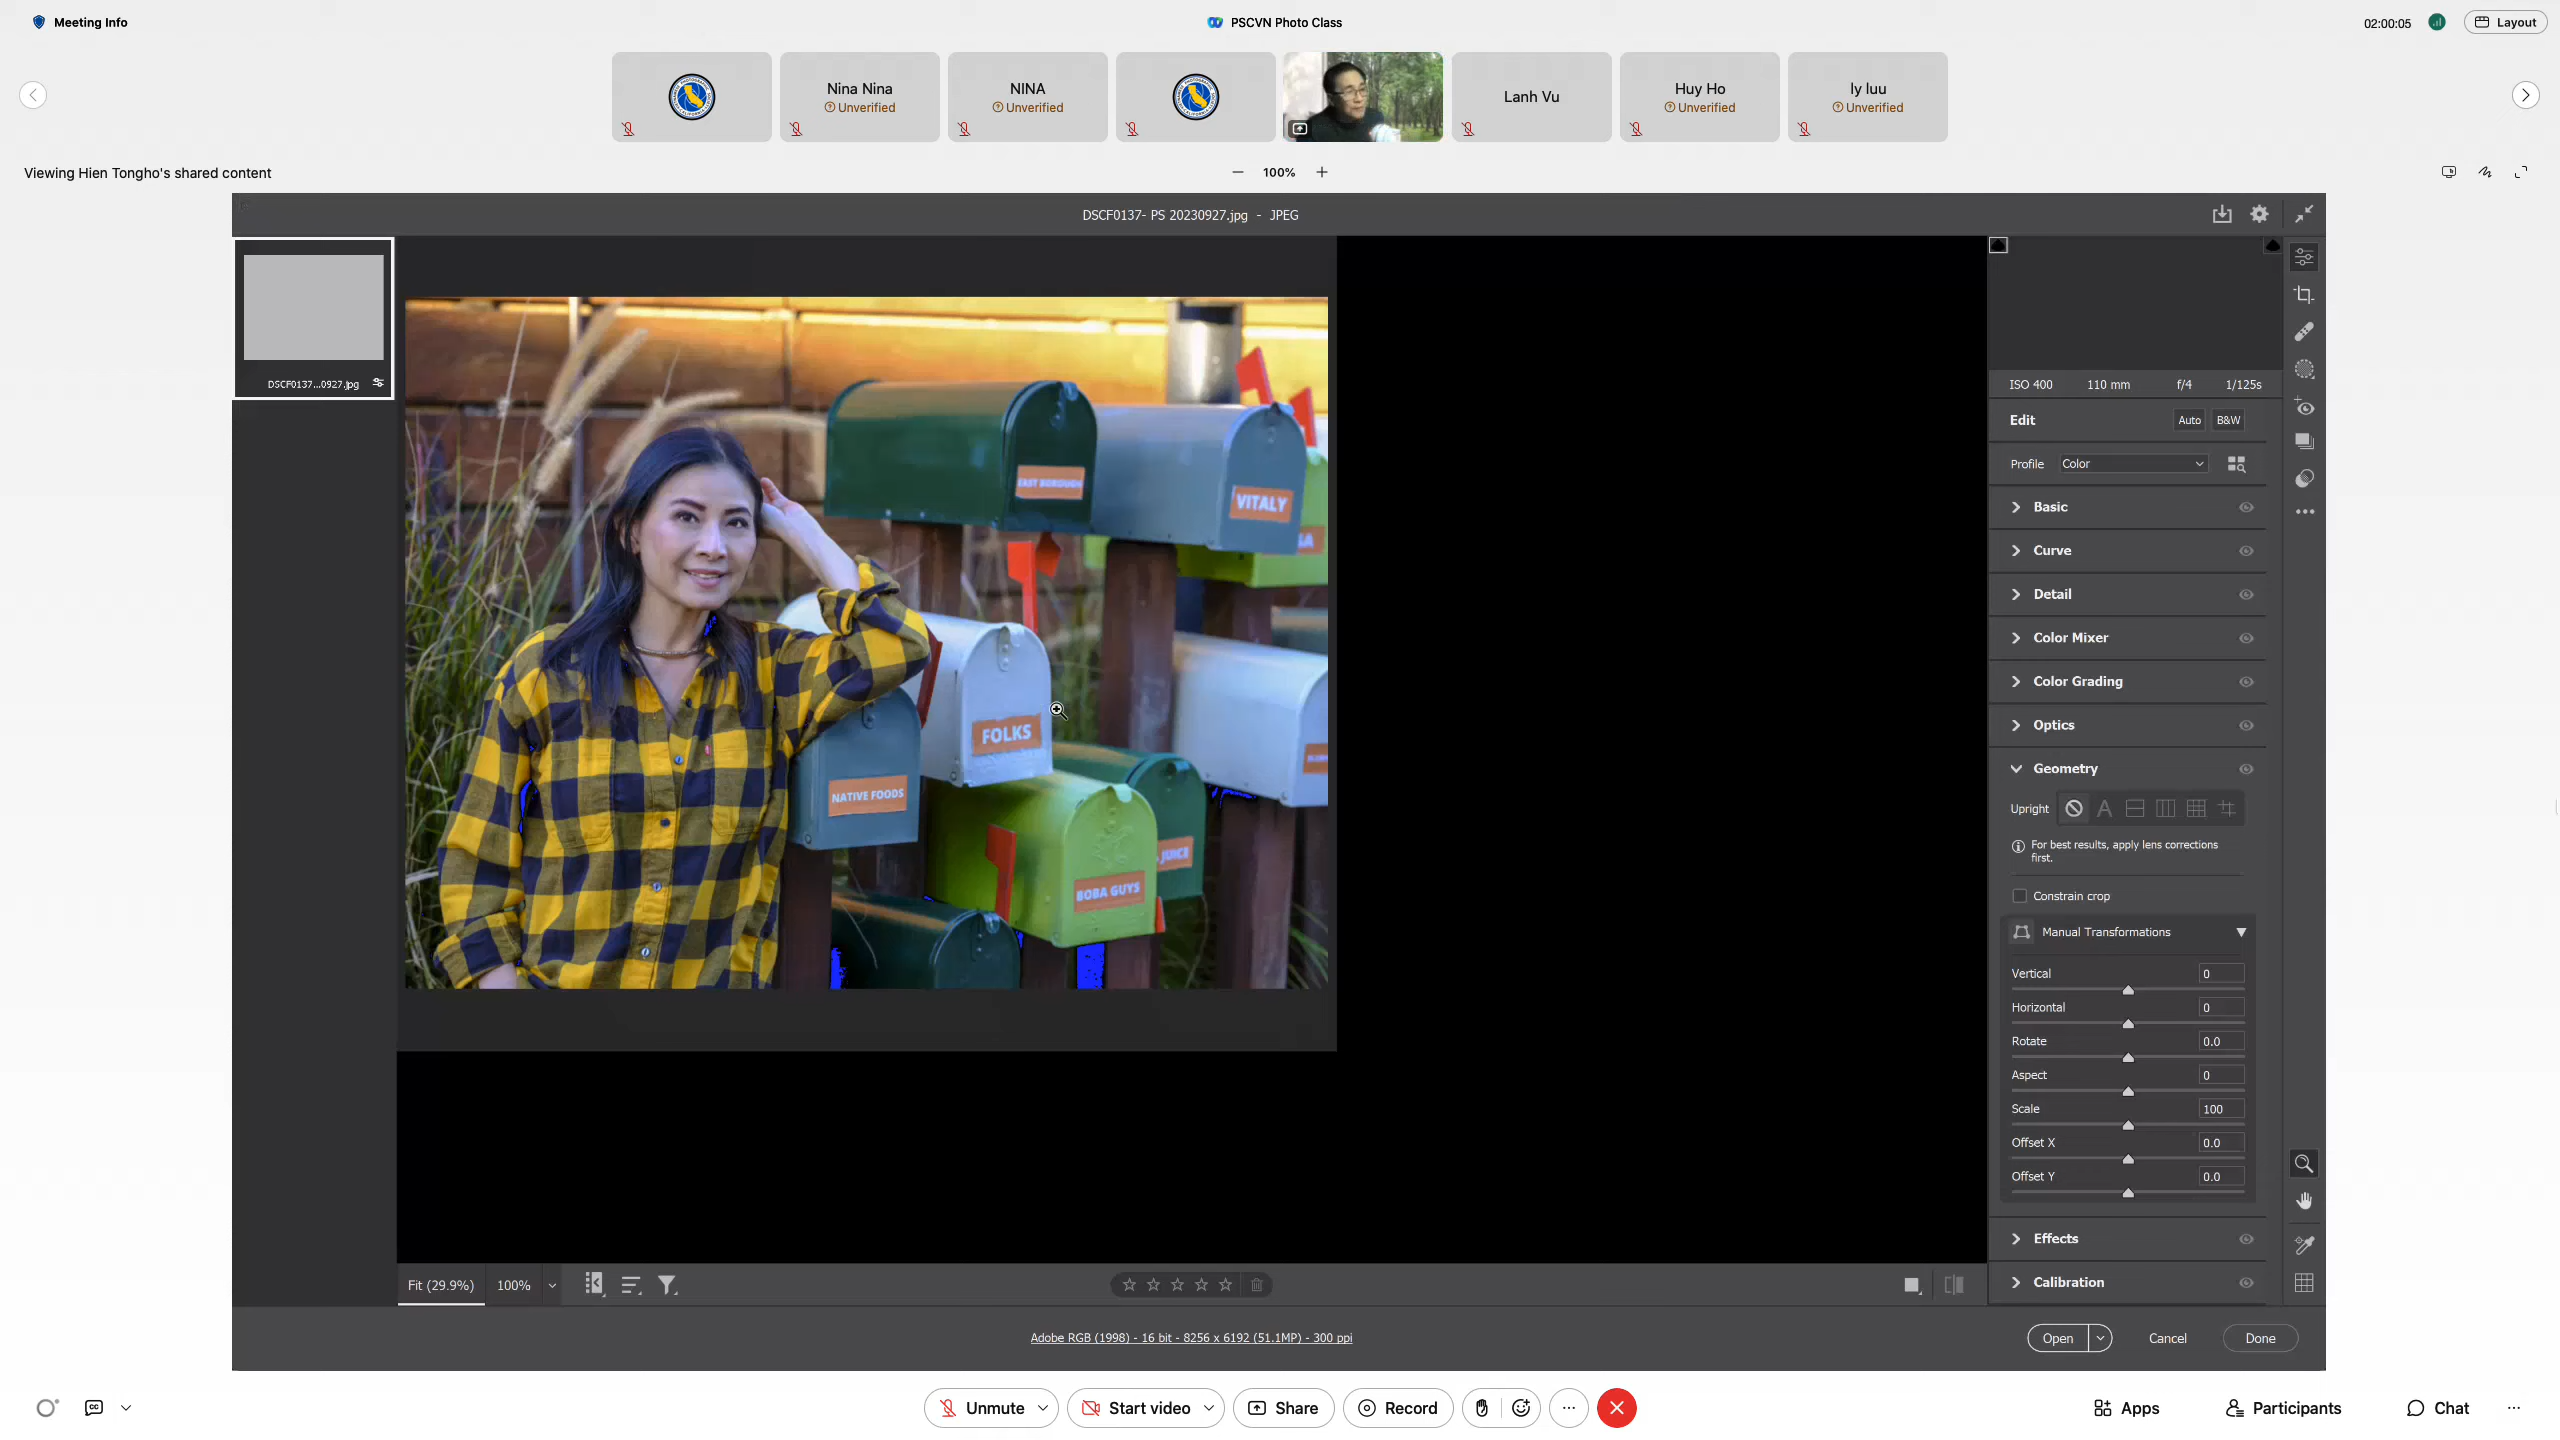 Meeting Info
PSCVN Photo Class
02:00:05
Layout
Nina Nina
Unverified
NINA
Unverified
Lanh Vu
Huy Ho
Unverified
ly luu
Unverified
Viewing Hien Tongho's shared content
100%
DSCF0137- PS 20230927.jpg - JPEG
DSCF0137...0927.jpg
EAST BOROUGH
VITALY
FOLKS
NATIVE FOODS
JUICE
BOBA GUYS
ISO 400 110 mm f/4 1/125s
Edit Auto B&W
Profile Color
Basic
Curve
Detail
Color Mixer
Color Grading
Optics
Geometry
Upright A
For best results, apply lens corrections
first.
Constrain crop
Manual Transformations
Vertical 0
Horizontal 0
Rotate 0.0
Aspect 0
Scale 100
Offset X 0.0
Offset Y 0.0
Effects
Calibration
Fit (29.9%) 100%
Adobe RGB (1998) - 16 bit - 8256 x 6192 (51.1MP) - 300 ppi
Open Cancel Done
CC
Unmute Start video Share Record
Apps Participants Chat